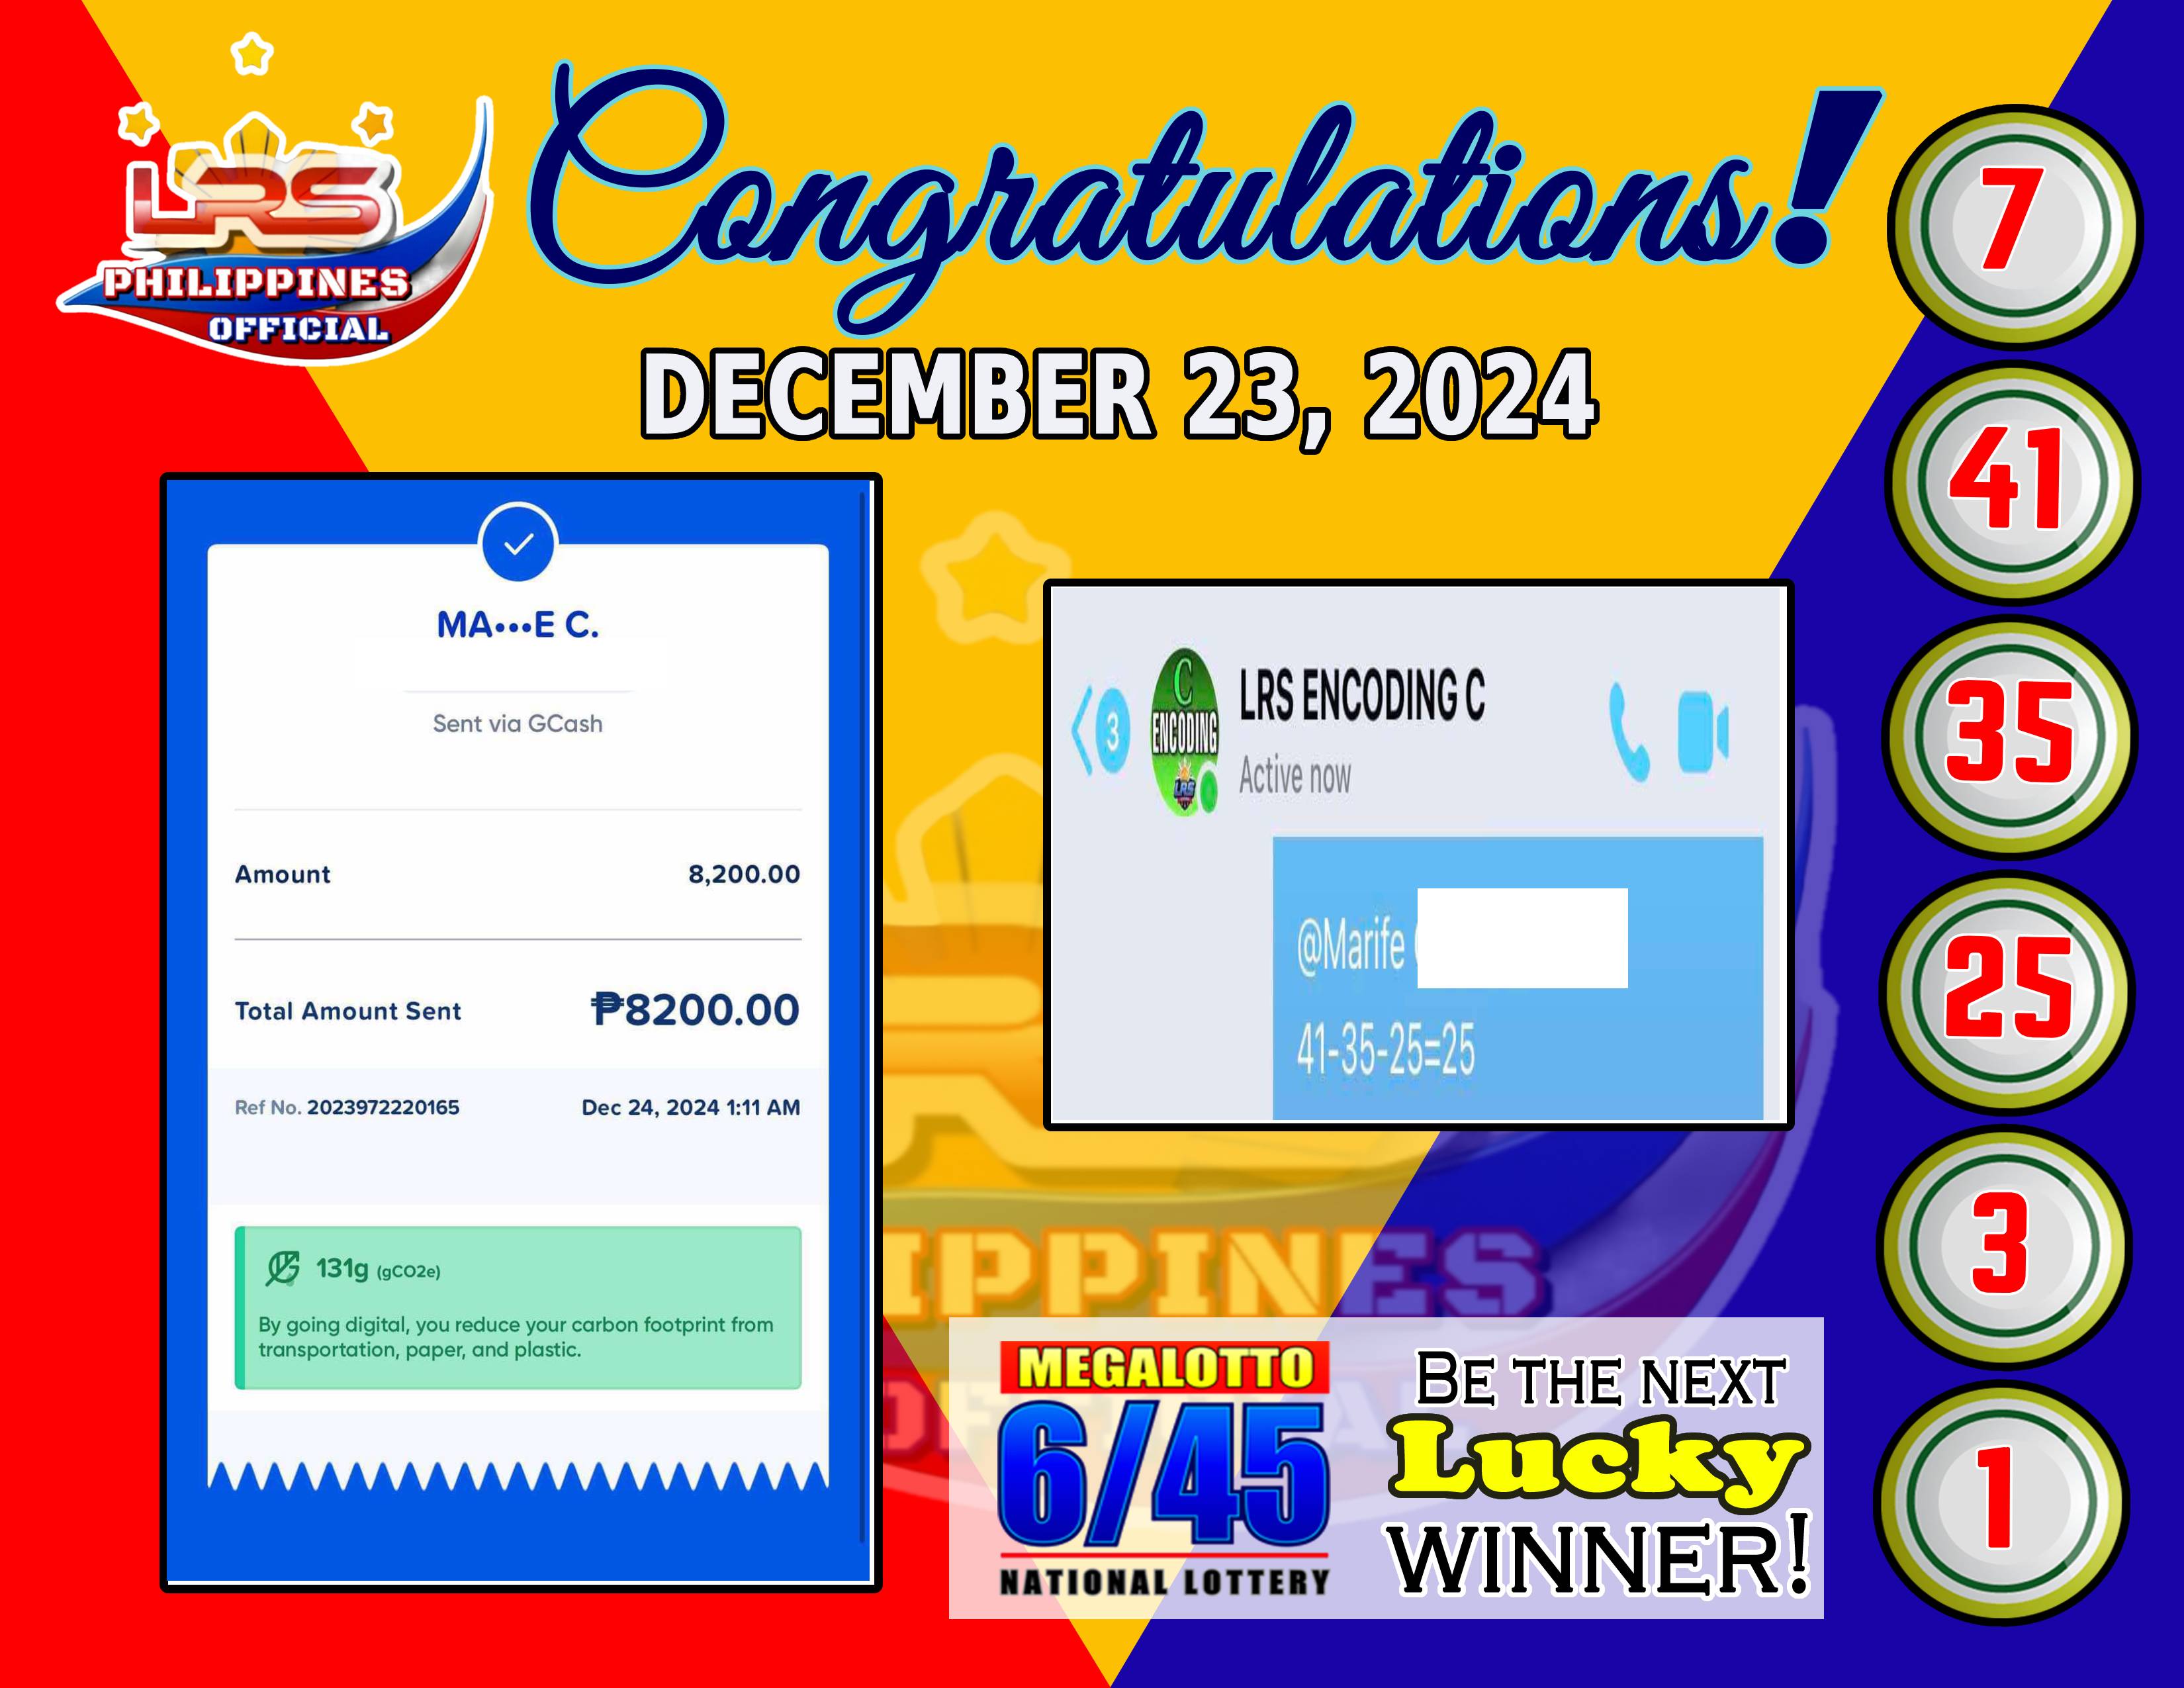 LRS
PHILIPPINES
OFFICIAL
Congratulations!
DECEMBER 23, 2024
MA•••E C.
Sent via GCash
Amount 8,200.00
Total Amount Sent ₱8200.00
Ref No. 2023972220165 Dec 24, 2024 1:11 AM
131g (gCO2e)
By going digital, you reduce your carbon footprint from
transportation, paper, and plastic.
3
C
ENCODING
LRS
LRS ENCODING C
Active now
@Marife
41-35-25=25
IPPINES
MEGALOTTO
6/45
NATIONAL LOTTERY
BE THE NEXT
Lucky
WINNER!
7
41
35
25
3
1